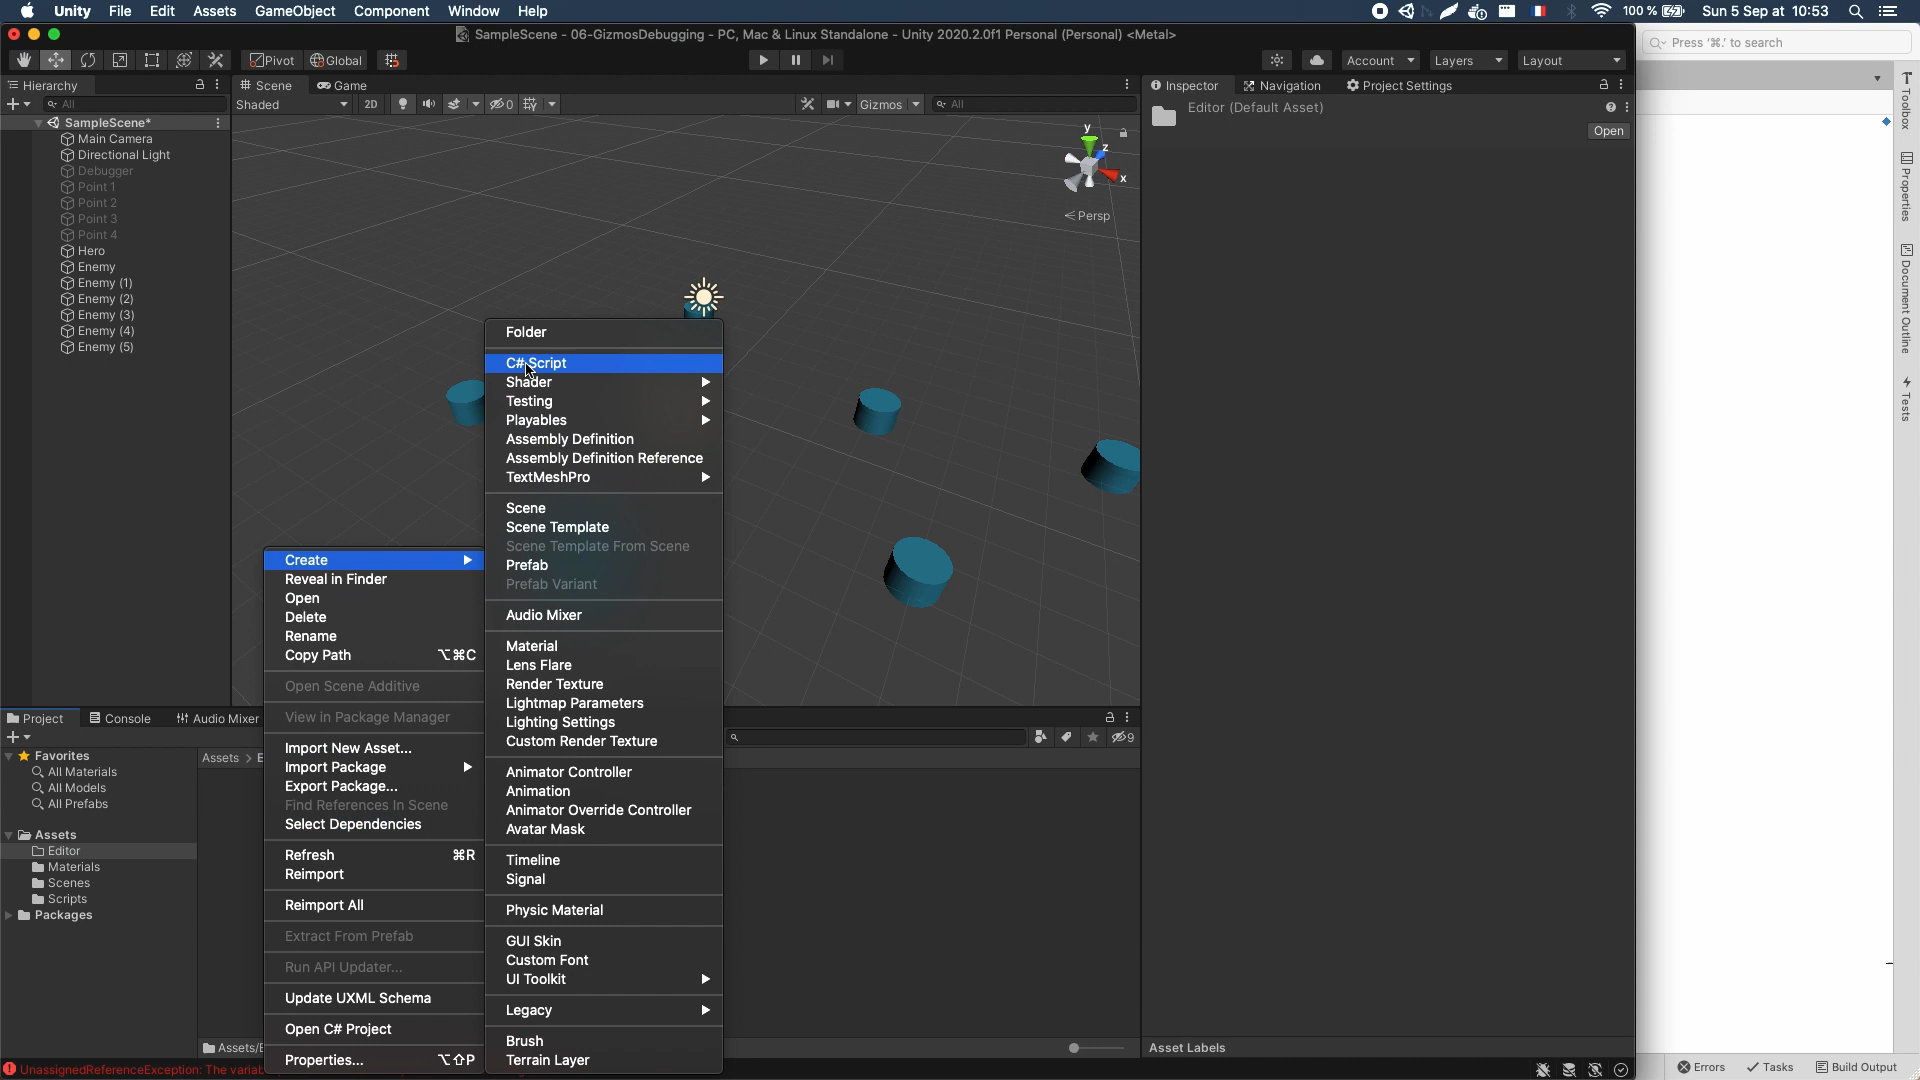 Unity File Edit Assets GameObject Component Window Help
100 % Sun 5 Sep at 10:53
SampleScene - 06-GizmosDebugging - PC, Mac & Linux Standalone - Unity 2020.2.0f1 Personal (Personal) <Metal>
Press '⌘.' to search
Pivot Global Account Layers Layout
Hierarchy
Scene Game
Inspector Navigation Project Settings
All
Shaded 2D 0 Gizmos All
Editor (Default Asset)
Open
SampleScene*
Main Camera
Directional Light
Debugger
Point 1
Point 2
Point 3
Point 4
Hero
Enemy
Enemy (1)
Enemy (2)
Enemy (3)
Enemy (4)
Enemy (5)
y
z
x
Persp
Folder
C# Script
Shader
Testing
Playables
Assembly Definition
Assembly Definition Reference
TextMeshPro
Scene
Scene Template
Scene Template From Scene
Prefab
Prefab Variant
Audio Mixer
Material
Lens Flare
Render Texture
Lightmap Parameters
Lighting Settings
Custom Render Texture
Animator Controller
Animation
Animator Override Controller
Avatar Mask
Timeline
Signal
Physic Material
GUI Skin
Custom Font
UI Toolkit
Legacy
Brush
Terrain Layer
Create
Reveal in Finder
Open
Delete
Rename
Copy Path ⌥⌘C
Open Scene Additive
View in Package Manager
Import New Asset...
Import Package
Export Package...
Find References In Scene
Select Dependencies
Refresh ⌘R
Reimport
Reimport All
Extract From Prefab
Run API Updater...
Update UXML Schema
Open C# Project
Properties... ⌥⇧P
Project Console Audio Mixer
9
Favorites
All Materials
All Models
All Prefabs
Assets
Editor
Materials
Scenes
Scripts
Packages
Assets > E
Assets/E
Asset Labels
UnassignedReferenceException: The variab
Toolbox
Properties
Document Outline
Tests
Errors Tasks Build Output